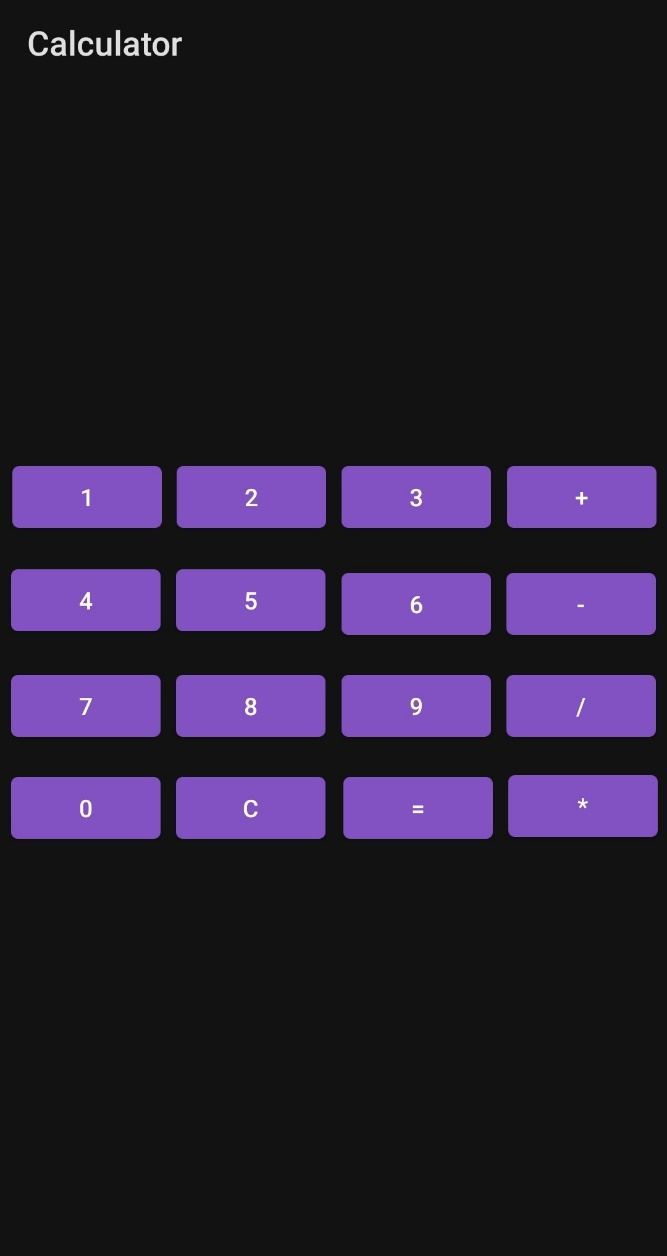 Calculator
1 2 3 +
4 5 6 -
7 8 9 /
0 C = *